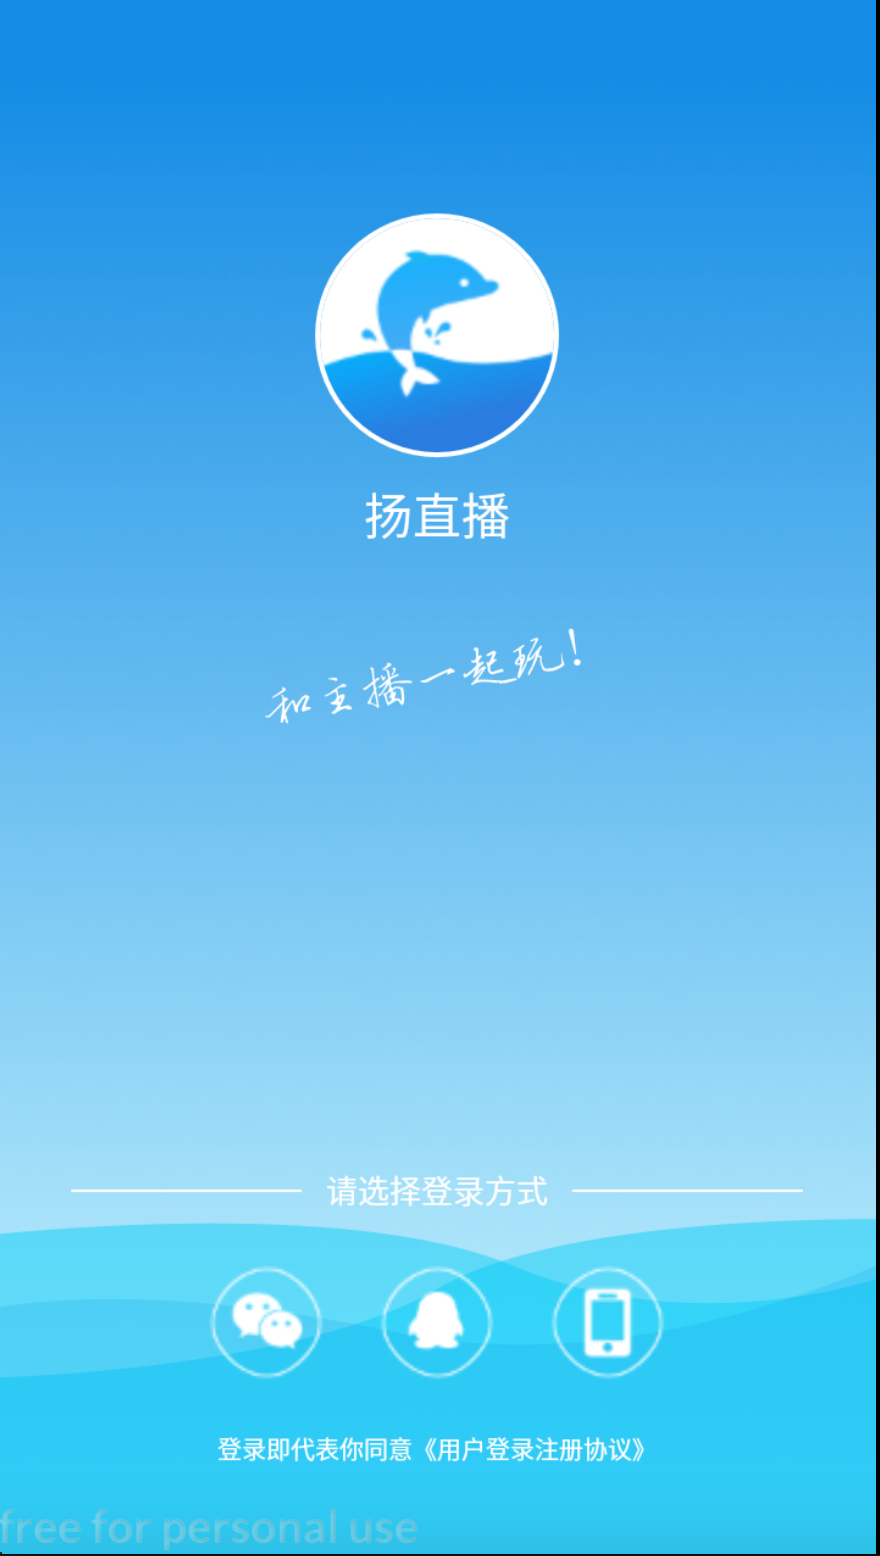 扬直播
和主播一起玩!
请选择登录方式
登录即代表你同意《用户登录注册协议》
free for personal use